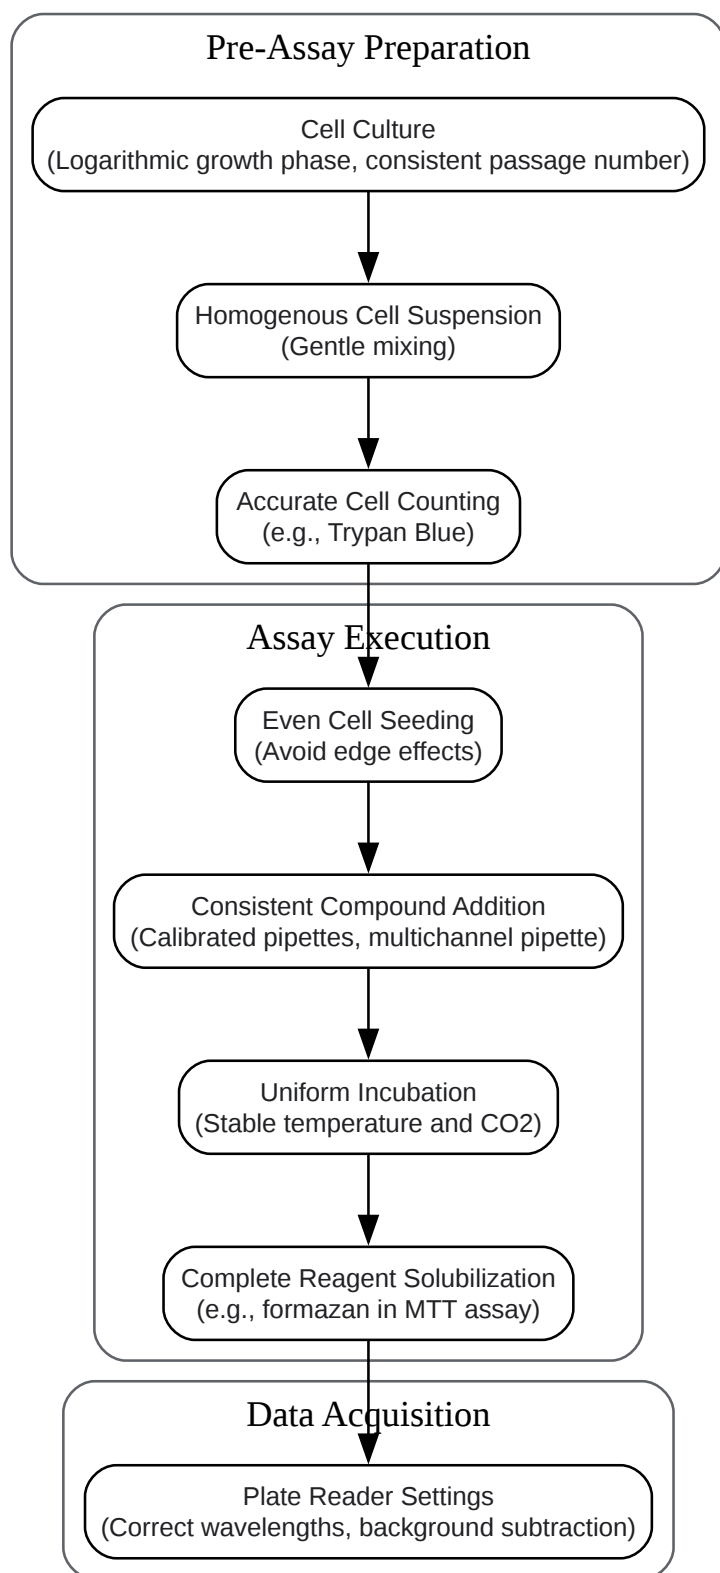 Pre-Assay Preparation
Cell Culture
(Logarithmic growth phase, consistent passage number)
Homogenous Cell Suspension
(Gentle mixing)
Accurate Cell Counting
(e.g., Trypan Blue)
Assay Execution
Even Cell Seeding
(Avoid edge effects)
Consistent Compound Addition
(Calibrated pipettes, multichannel pipette)
Uniform Incubation
(Stable temperature and CO2)
Complete Reagent Solubilization
(e.g., formazan in MTT assay)
Data Acquisition
Plate Reader Settings
(Correct wavelengths, background subtraction)